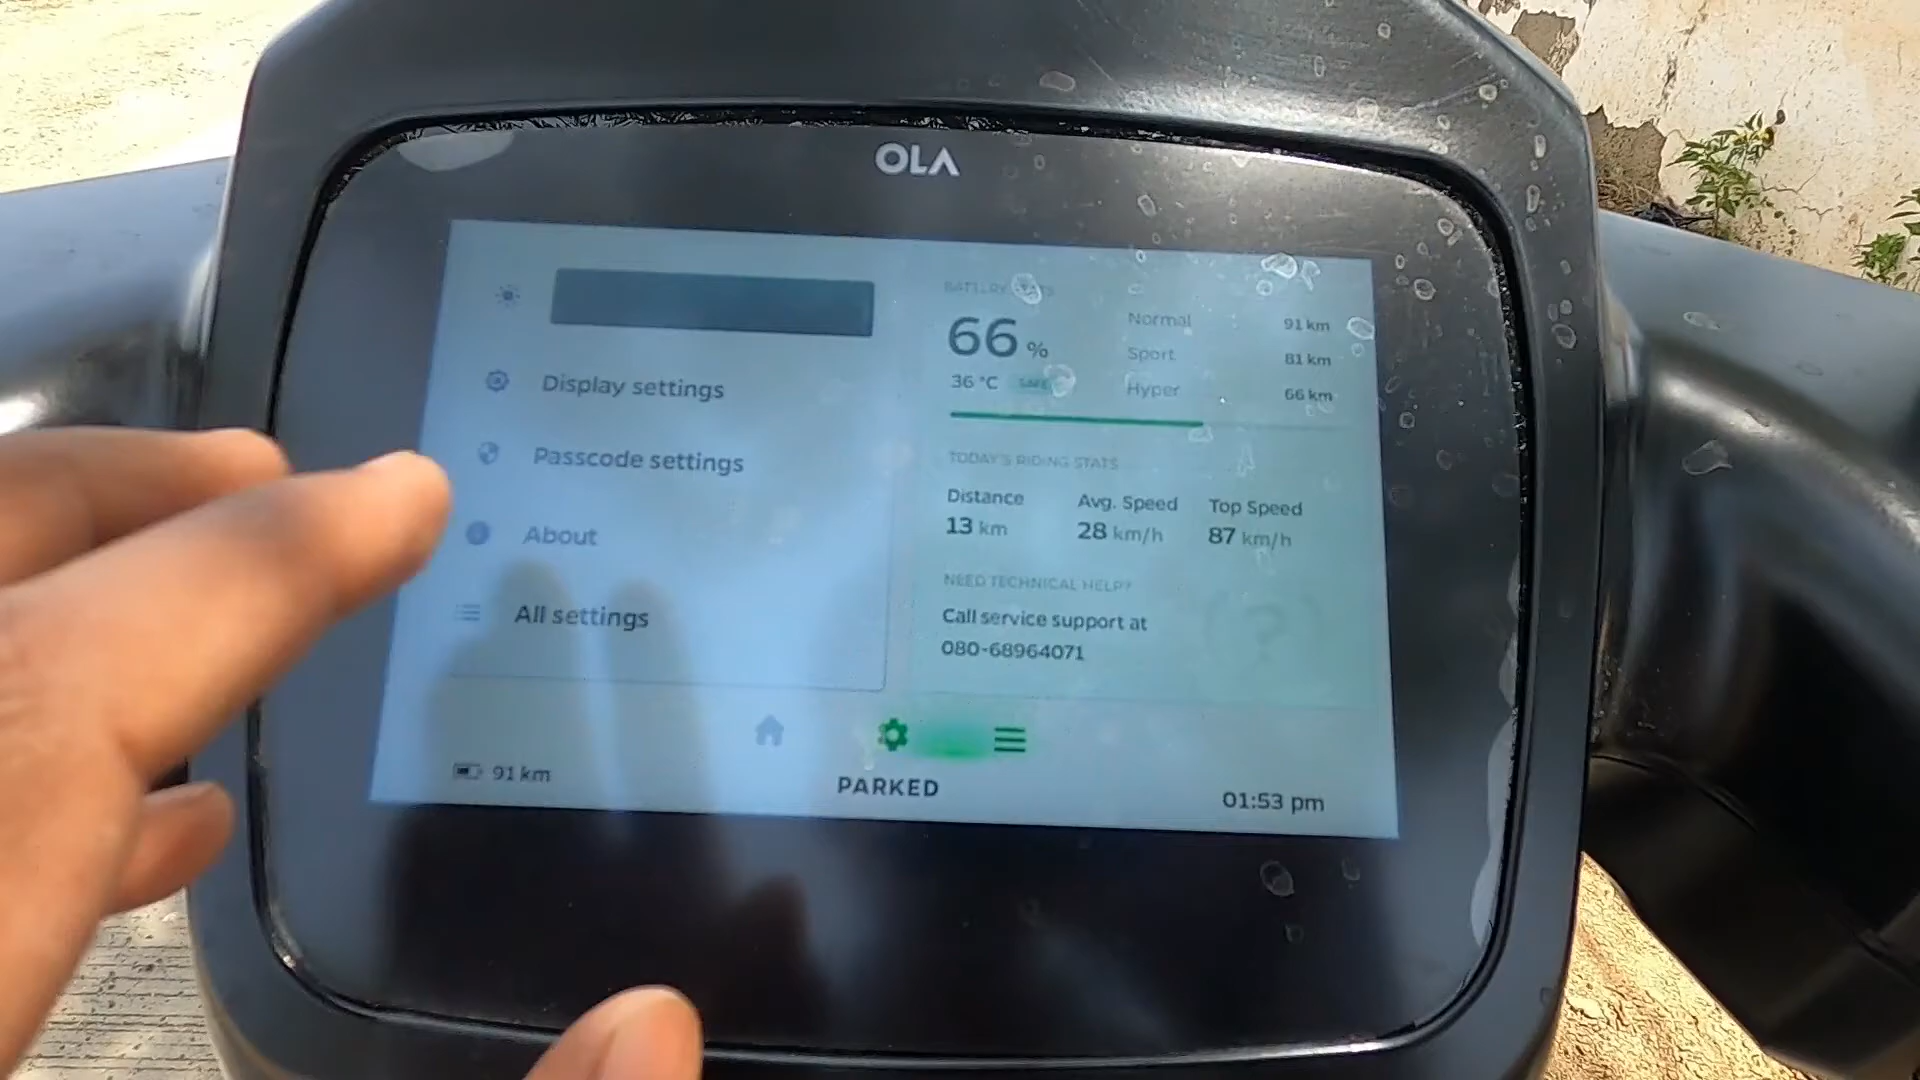 OLA
Display settings
Passcode settings
About
All settings
BATTERY STATS
66 %
36 °C SAFE
Normal 91 km
Sport 81 km
Hyper 66 km
TODAY'S RIDING STATS
Distance Avg. Speed Top Speed
13 km 28 km/h 87 km/h
NEED TECHNICAL HELP?
Call service support at
080-68964071
91 km
PARKED
01:53 pm